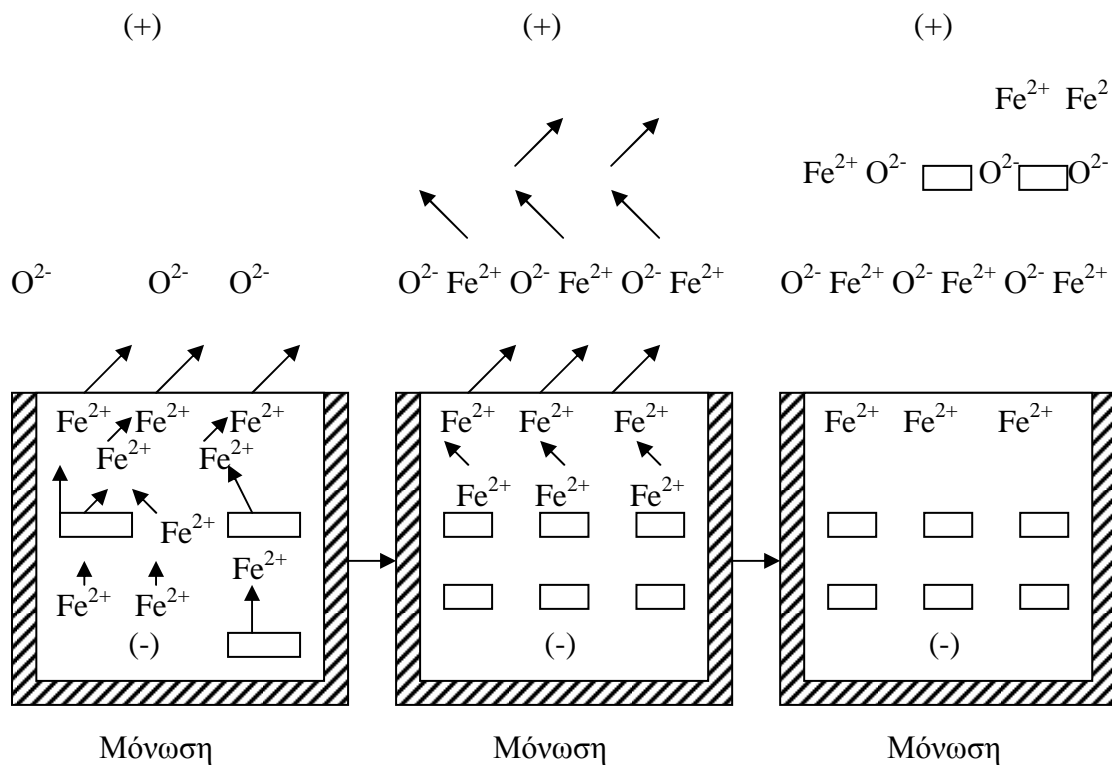 (+) (+) (+)
Fe²⁺ Fe²
Fe²⁺ O²⁻ O²⁻ O²⁻
O²⁻ O²⁻ O²⁻ O²⁻ Fe²⁺ O²⁻ Fe²⁺ O²⁻ Fe²⁺ O²⁻ Fe²⁺ O²⁻ Fe²⁺ O²⁻ Fe²⁺
Fe²⁺ Fe²⁺ Fe²⁺ Fe²⁺ Fe²⁺ Fe²⁺ Fe²⁺ Fe²⁺ Fe²⁺
Fe²⁺ Fe²⁺
Fe²⁺ Fe²⁺ Fe²⁺
Fe²⁺
Fe²⁺
Fe²⁺ Fe²⁺
(-) (-) (-)
Μόνωση Μόνωση Μόνωση